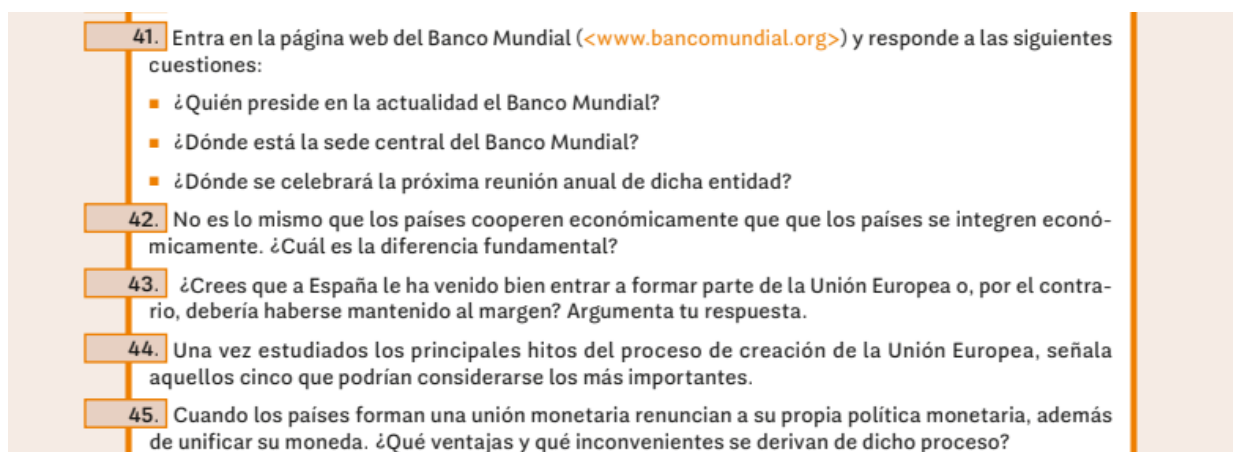 41. Entra en la página web del Banco Mundial (<www.bancomundial.org>) y responde a las siguientes
cuestiones:
▪ ¿Quién preside en la actualidad el Banco Mundial?
▪ ¿Dónde está la sede central del Banco Mundial?
▪ ¿Dónde se celebrará la próxima reunión anual de dicha entidad?
42. No es lo mismo que los países cooperen económicamente que que los países se integren econó-
micamente. ¿Cuál es la diferencia fundamental?
43. ¿Crees que a España le ha venido bien entrar a formar parte de la Unión Europea o, por el contra-
rio, debería haberse mantenido al margen? Argumenta tu respuesta.
44. Una vez estudiados los principales hitos del proceso de creación de la Unión Europea, señala
aquellos cinco que podrían considerarse los más importantes.
45. Cuando los países forman una unión monetaria renuncian a su propia política monetaria, además
de unificar su moneda. ¿Qué ventajas y qué inconvenientes se derivan de dicho proceso?